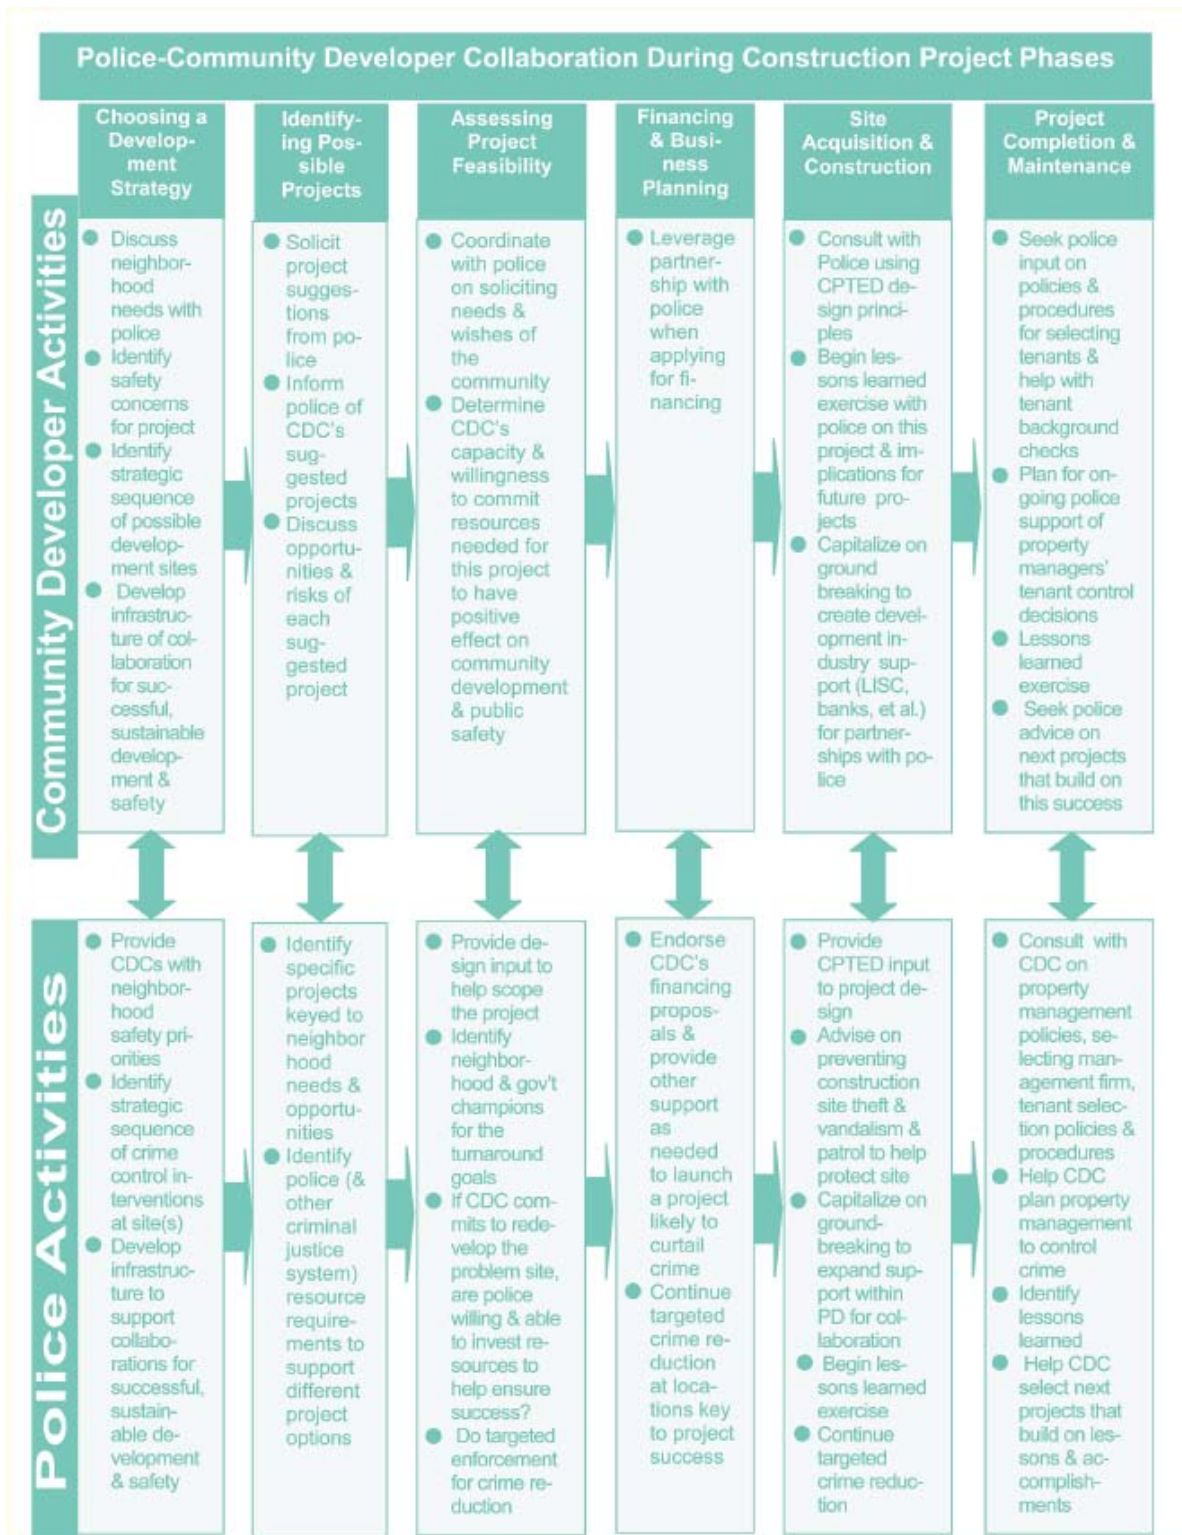 Police-Community Developer Collaboration During Construction Project Phases
Choosing a
Develop-
ment
Strategy
Identify-
ing Pos-
sible
Projects
Assessing
Project
Feasibility
Financing
& Busi-
ness
Planning
Site
Acquisition &
Construction
Project
Completion &
Maintenance
Community Developer Activities
Discuss
neighbor-
hood
needs with
police
Identify
safety
concerns
for project
Identify
strategic
sequence
of possible
develop-
ment sites
Develop
infrastruc-
ture of col-
laboration
for suc-
cessful,
sustainable
develop-
ment &
safety
Solicit
project
sugges-
tions
from po-
lice
Inform
police of
CDC's
sug-
gested
projects
Discuss
opportu-
nities &
risks of
each
sug-
gested
project
Coordinate
with police
on soliciting
needs &
wishes of
the
community
Determine
CDC's
capacity &
willingness
to commit
resources
needed for
this project
to have
positive
effect on
community
development
& public
safety
Leverage
partner-
ship with
police
when
applying
for fi-
nancing
Consult with
Police using
CPTED de-
sign princi-
ples
Begin les-
sons learned
exercise with
police on this
project & im-
plications for
future pro-
jects
Capitalize on
ground
breaking to
create devel-
opment in-
dustry sup-
port (LISC,
banks, et al.)
for partner-
ships with po-
lice
Seek police
input on
policies &
procedures
for selecting
tenants &
help with
tenant
background
checks
Plan for on-
going police
support of
property
managers'
tenant control
decisions
Lessons
learned
exercise
Seek police
advice on
next projects
that build on
this success
Police Activities
Provide
CDCs with
neighbor-
hood
safety pri-
orities
Identify
strategic
sequence
of crime
control in-
terventions
at site(s)
Develop
infrastruc-
ture to
support
collabo-
rations for
successful,
sustain-
able de-
velopment
& safety
Identify
specific
projects
keyed to
neighbor
hood
needs &
opportu-
nities
Identify
police (&
other
criminal
justice
system)
resource
require-
ments to
support
different
project
options
Provide de-
sign input to
help scope
the project
Identify
neighbor-
hood & gov't
champions
for the
turnaround
goals
If CDC com-
mits to rede-
velop the
problem site,
are police
willing & able
to invest re-
sources to
help ensure
success?
Do targeted
enforcement
for crime re-
duction
Endorse
CDC's
financing
propos-
als &
provide
other
support
as
needed
to launch
a project
likely to
curtail
crime
Continue
targeted
crime re-
duction
at loca-
tions key
to project
success
Provide
CPTED input
to project de-
sign
Advise on
preventing
construction
site theft &
vandalism &
patrol to help
protect site
Capitalize on
ground-
breaking to
expand sup-
port within
PD for col-
laboration
Begin les-
sons learned
exercise
Continue
targeted
crime reduc-
tion
Consult with
CDC on
property
management
policies, se-
lecting man-
agement firm,
tenant selec-
tion policies &
procedures
Help CDC
plan property
management
to control
crime
Identify
lessons
learned
Help CDC
select next
projects that
build on les-
sons & ac-
complish-
ments